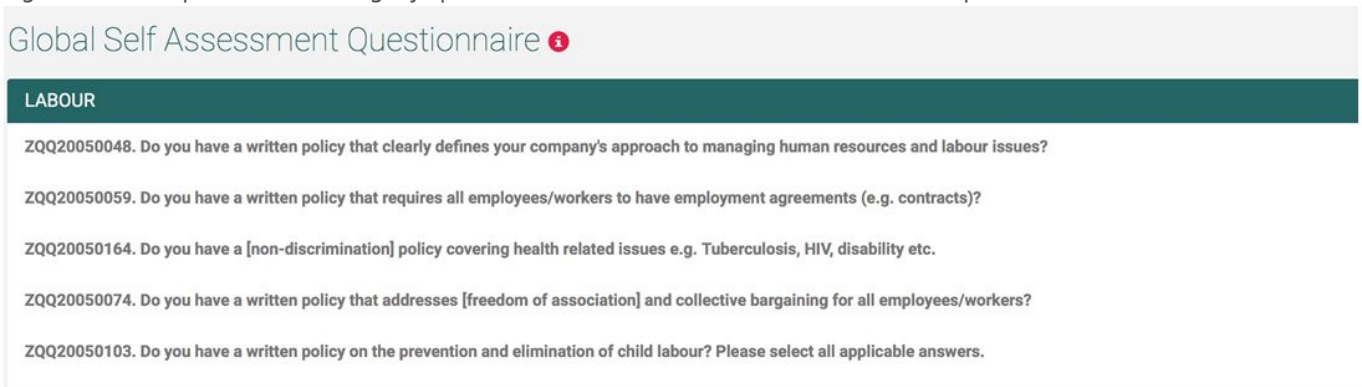 Global Self Assessment Questionnaire
LABOUR
ZQQ20050048. Do you have a written policy that clearly defines your company's approach to managing human resources and labour issues?
ZQQ20050059. Do you have a written policy that requires all employees/workers to have employment agreements (e.g. contracts)?
ZQQ20050164. Do you have a [non-discrimination] policy covering health related issues e.g. Tuberculosis, HIV, disability etc.
ZQQ20050074. Do you have a written policy that addresses [freedom of association] and collective bargaining for all employees/workers?
ZQQ20050103. Do you have a written policy on the prevention and elimination of child labour? Please select all applicable answers.